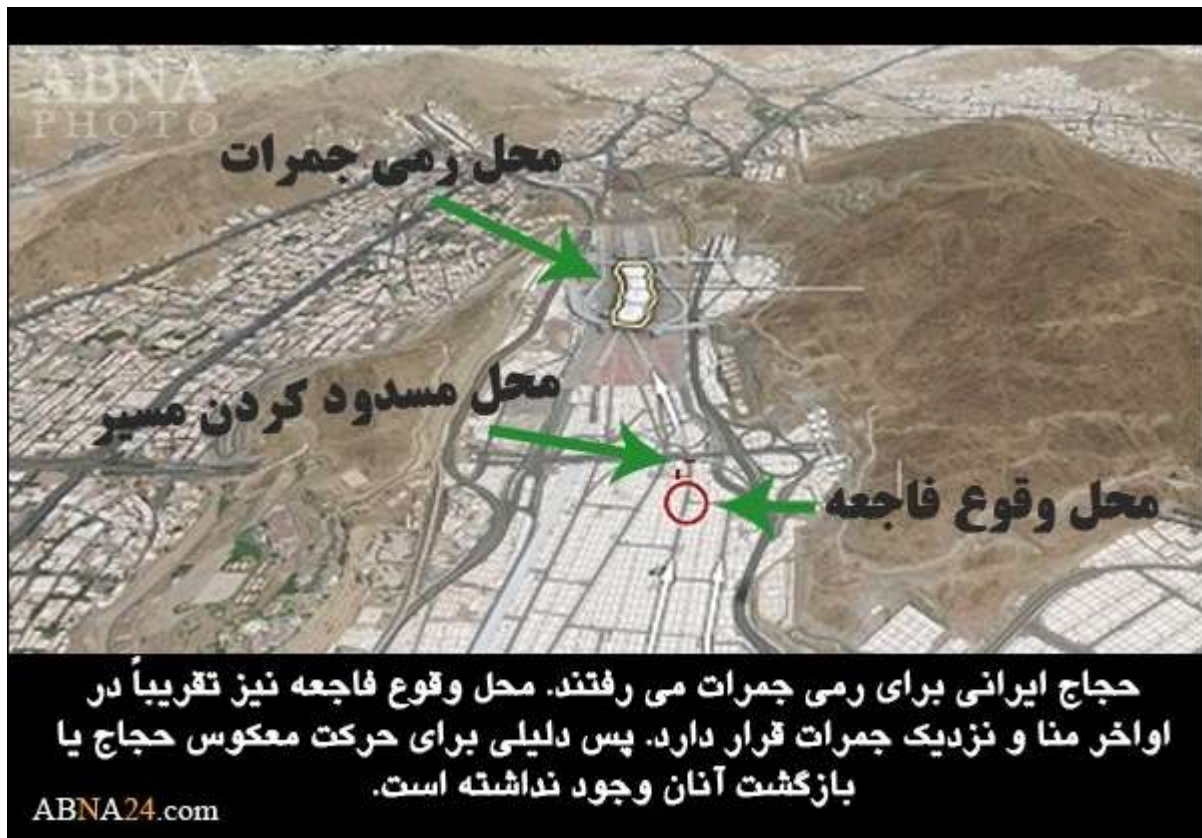 ABNA
PHOTO
محل رمی جمرات
محل مسدود کردن مسیر
محل وقوع فاجعه
حجاج ایرانی برای رمی جمرات می رفتند. محل وقوع فاجعه نیز تقریباً در
اواخر منا و نزدیک جمرات قرار دارد. پس دلیلی برای حرکت معکوس حجاج یا
بازگشت آنان وجود نداشته است.
ABNA24.com